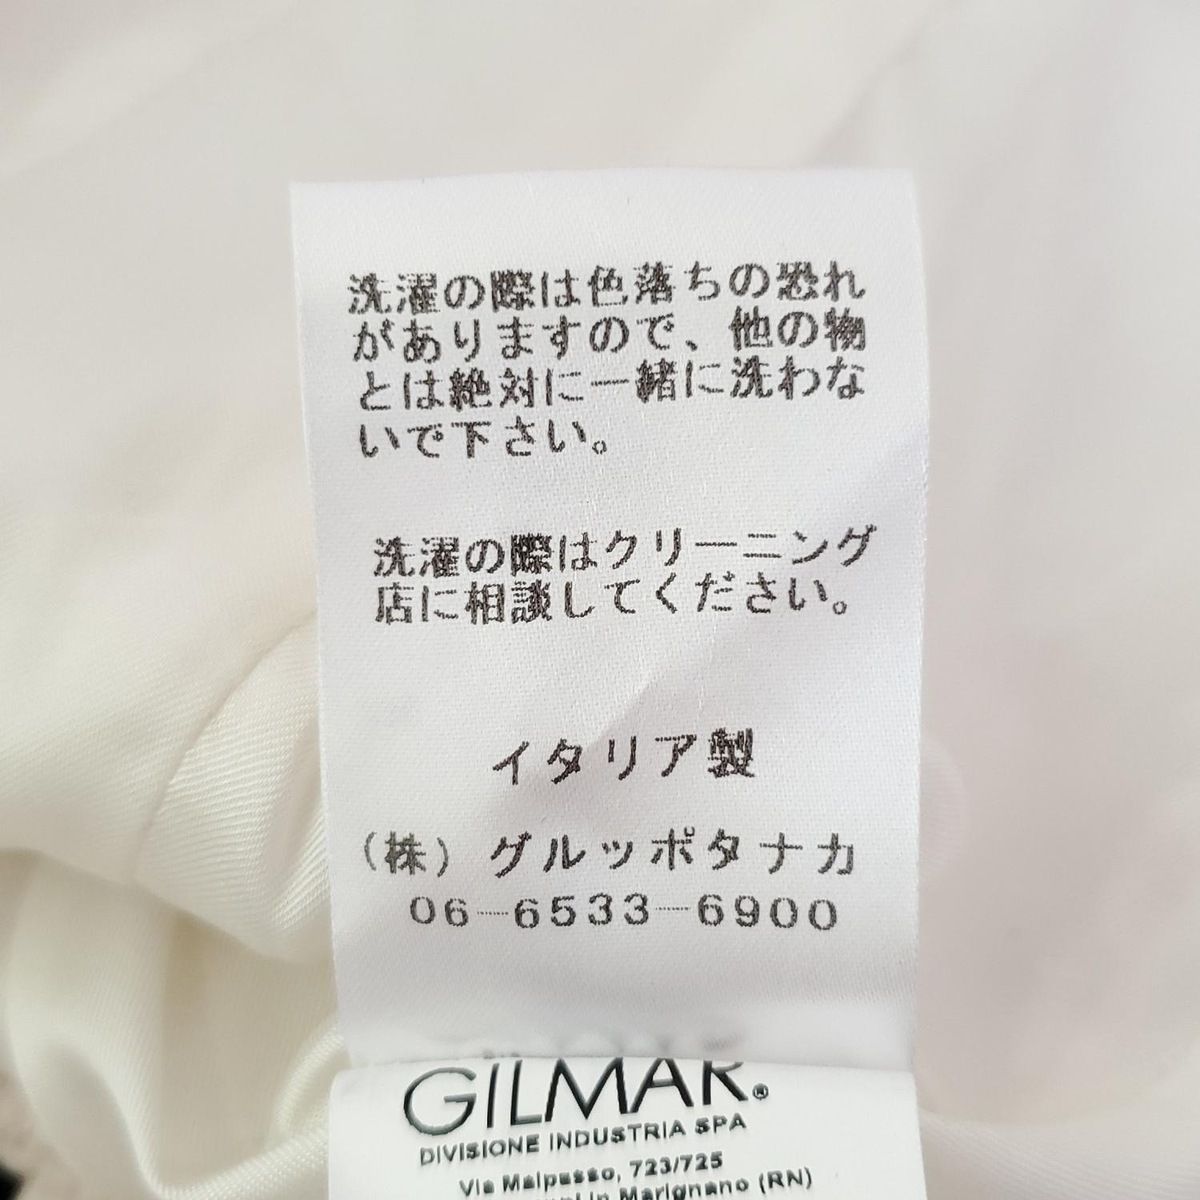 洗濯の際は色落ちの恐れ
がありますので、他の物
とは絶対に一緒に洗わな
いで下さい。
洗濯の際はクリーニング
店に相談してください。
イタリア製
(株) グルッポタナカ
06-6533-6900
GILMAR®
DIVISIONE INDUSTRIA SPA
Via Malpasso, 723/725
in Marignano (RN)